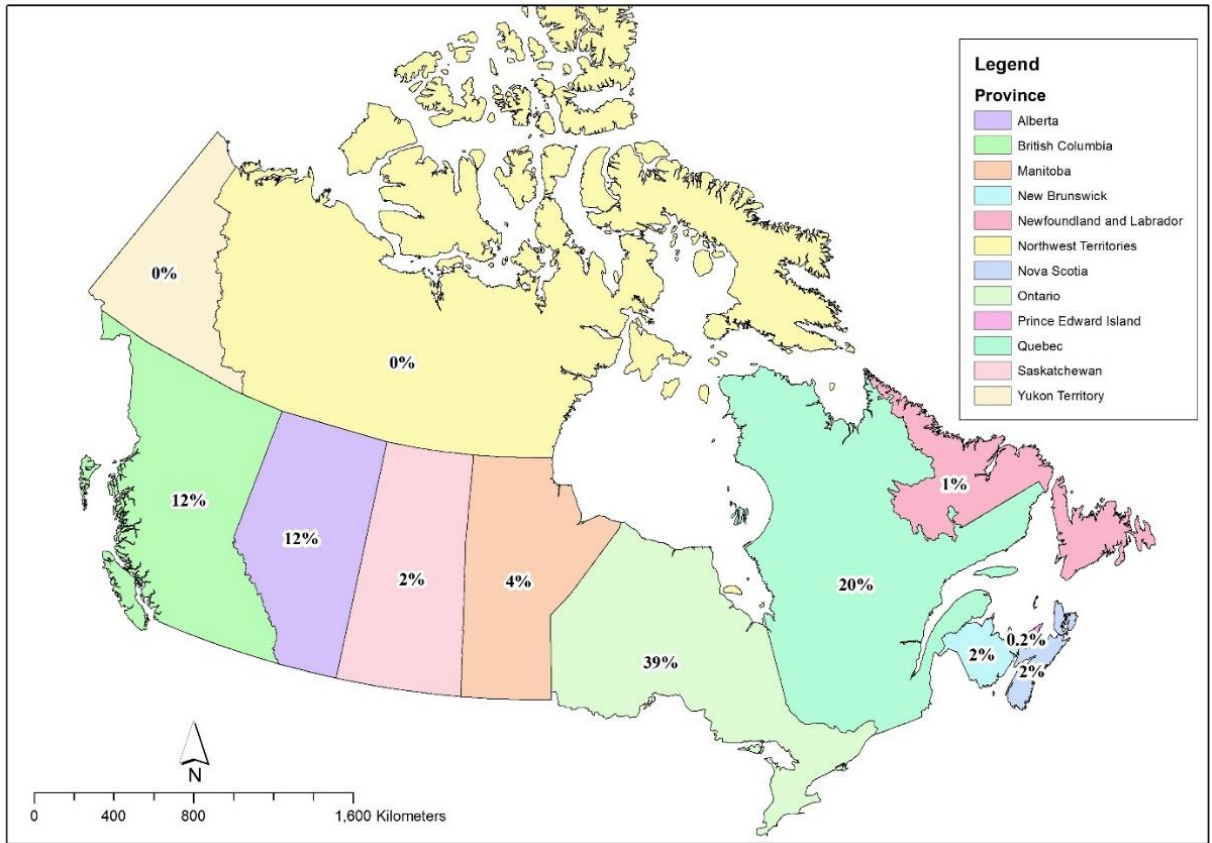 Legend
Province
Alberta
British Columbia
Manitoba
New Brunswick
Newfoundland and Labrador
Northwest Territories
Nova Scotia
Ontario
Prince Edward Island
Quebec
Saskatchewan
Yukon Territory
0%
0%
12%
12%
2%
4%
39%
20%
1%
0.2%
2%
2%
N
0 400 800 1,600 Kilometers